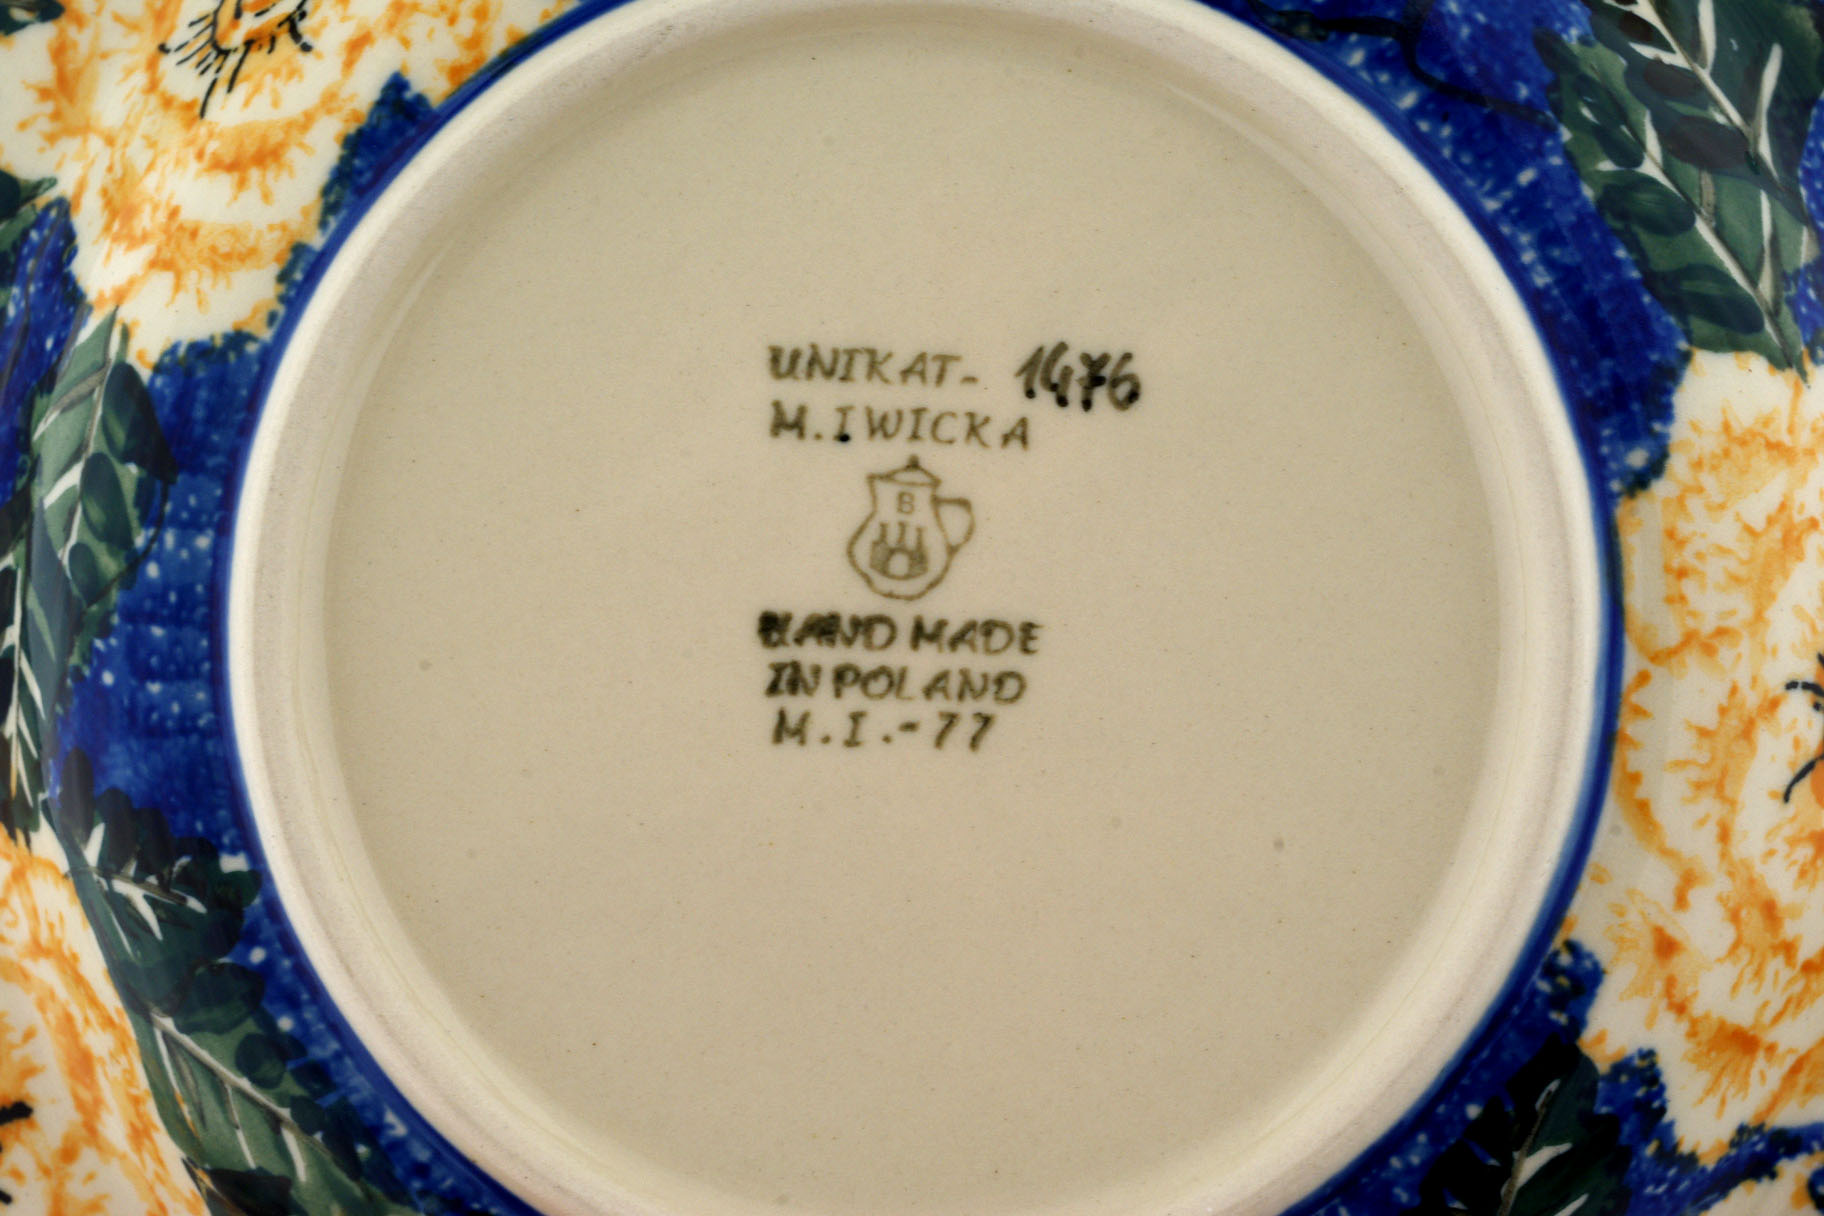 UNIKAT- 1476
M.IWICKA
B
HAND MADE
IN POLAND
M.I.-77